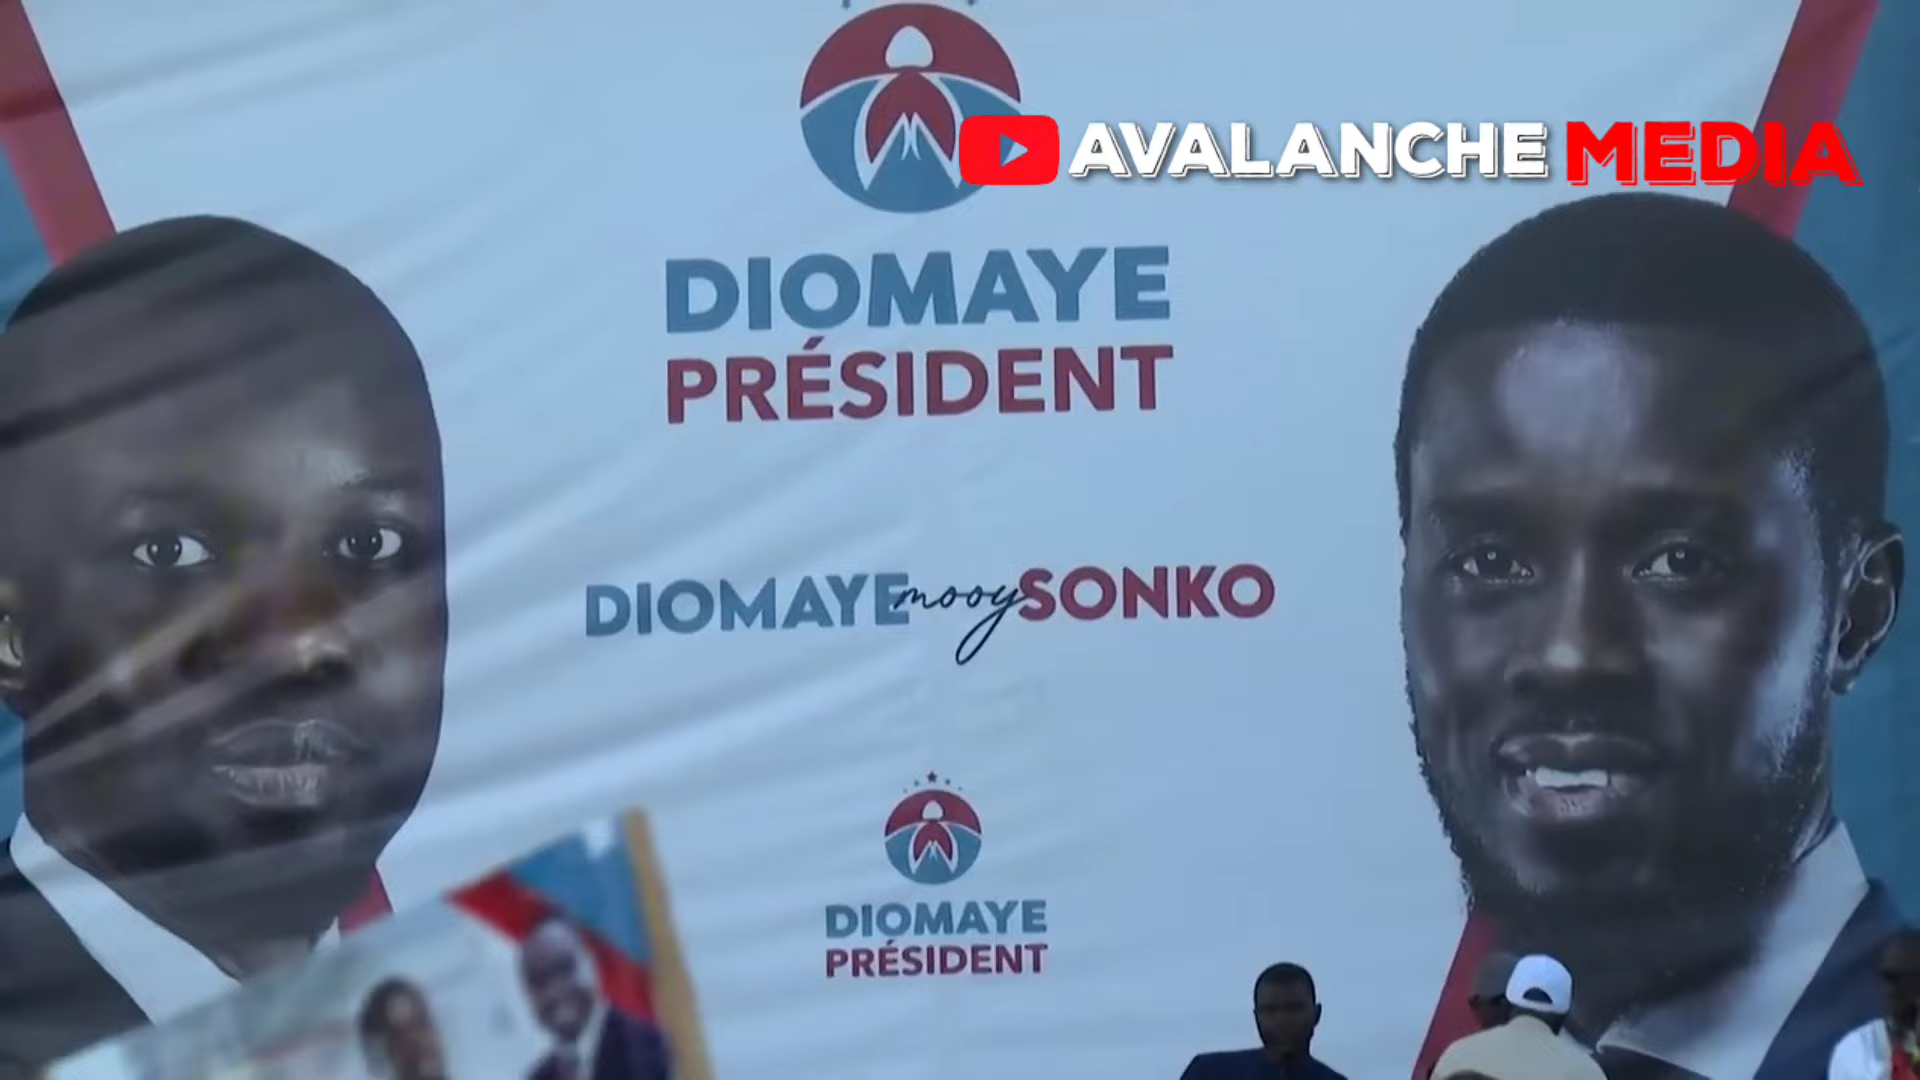 AVALANCHE MEDIA
DIOMAYE
PRÉSIDENT
DIOMAYE mooy SONKO
DIOMAYE
PRÉSIDENT